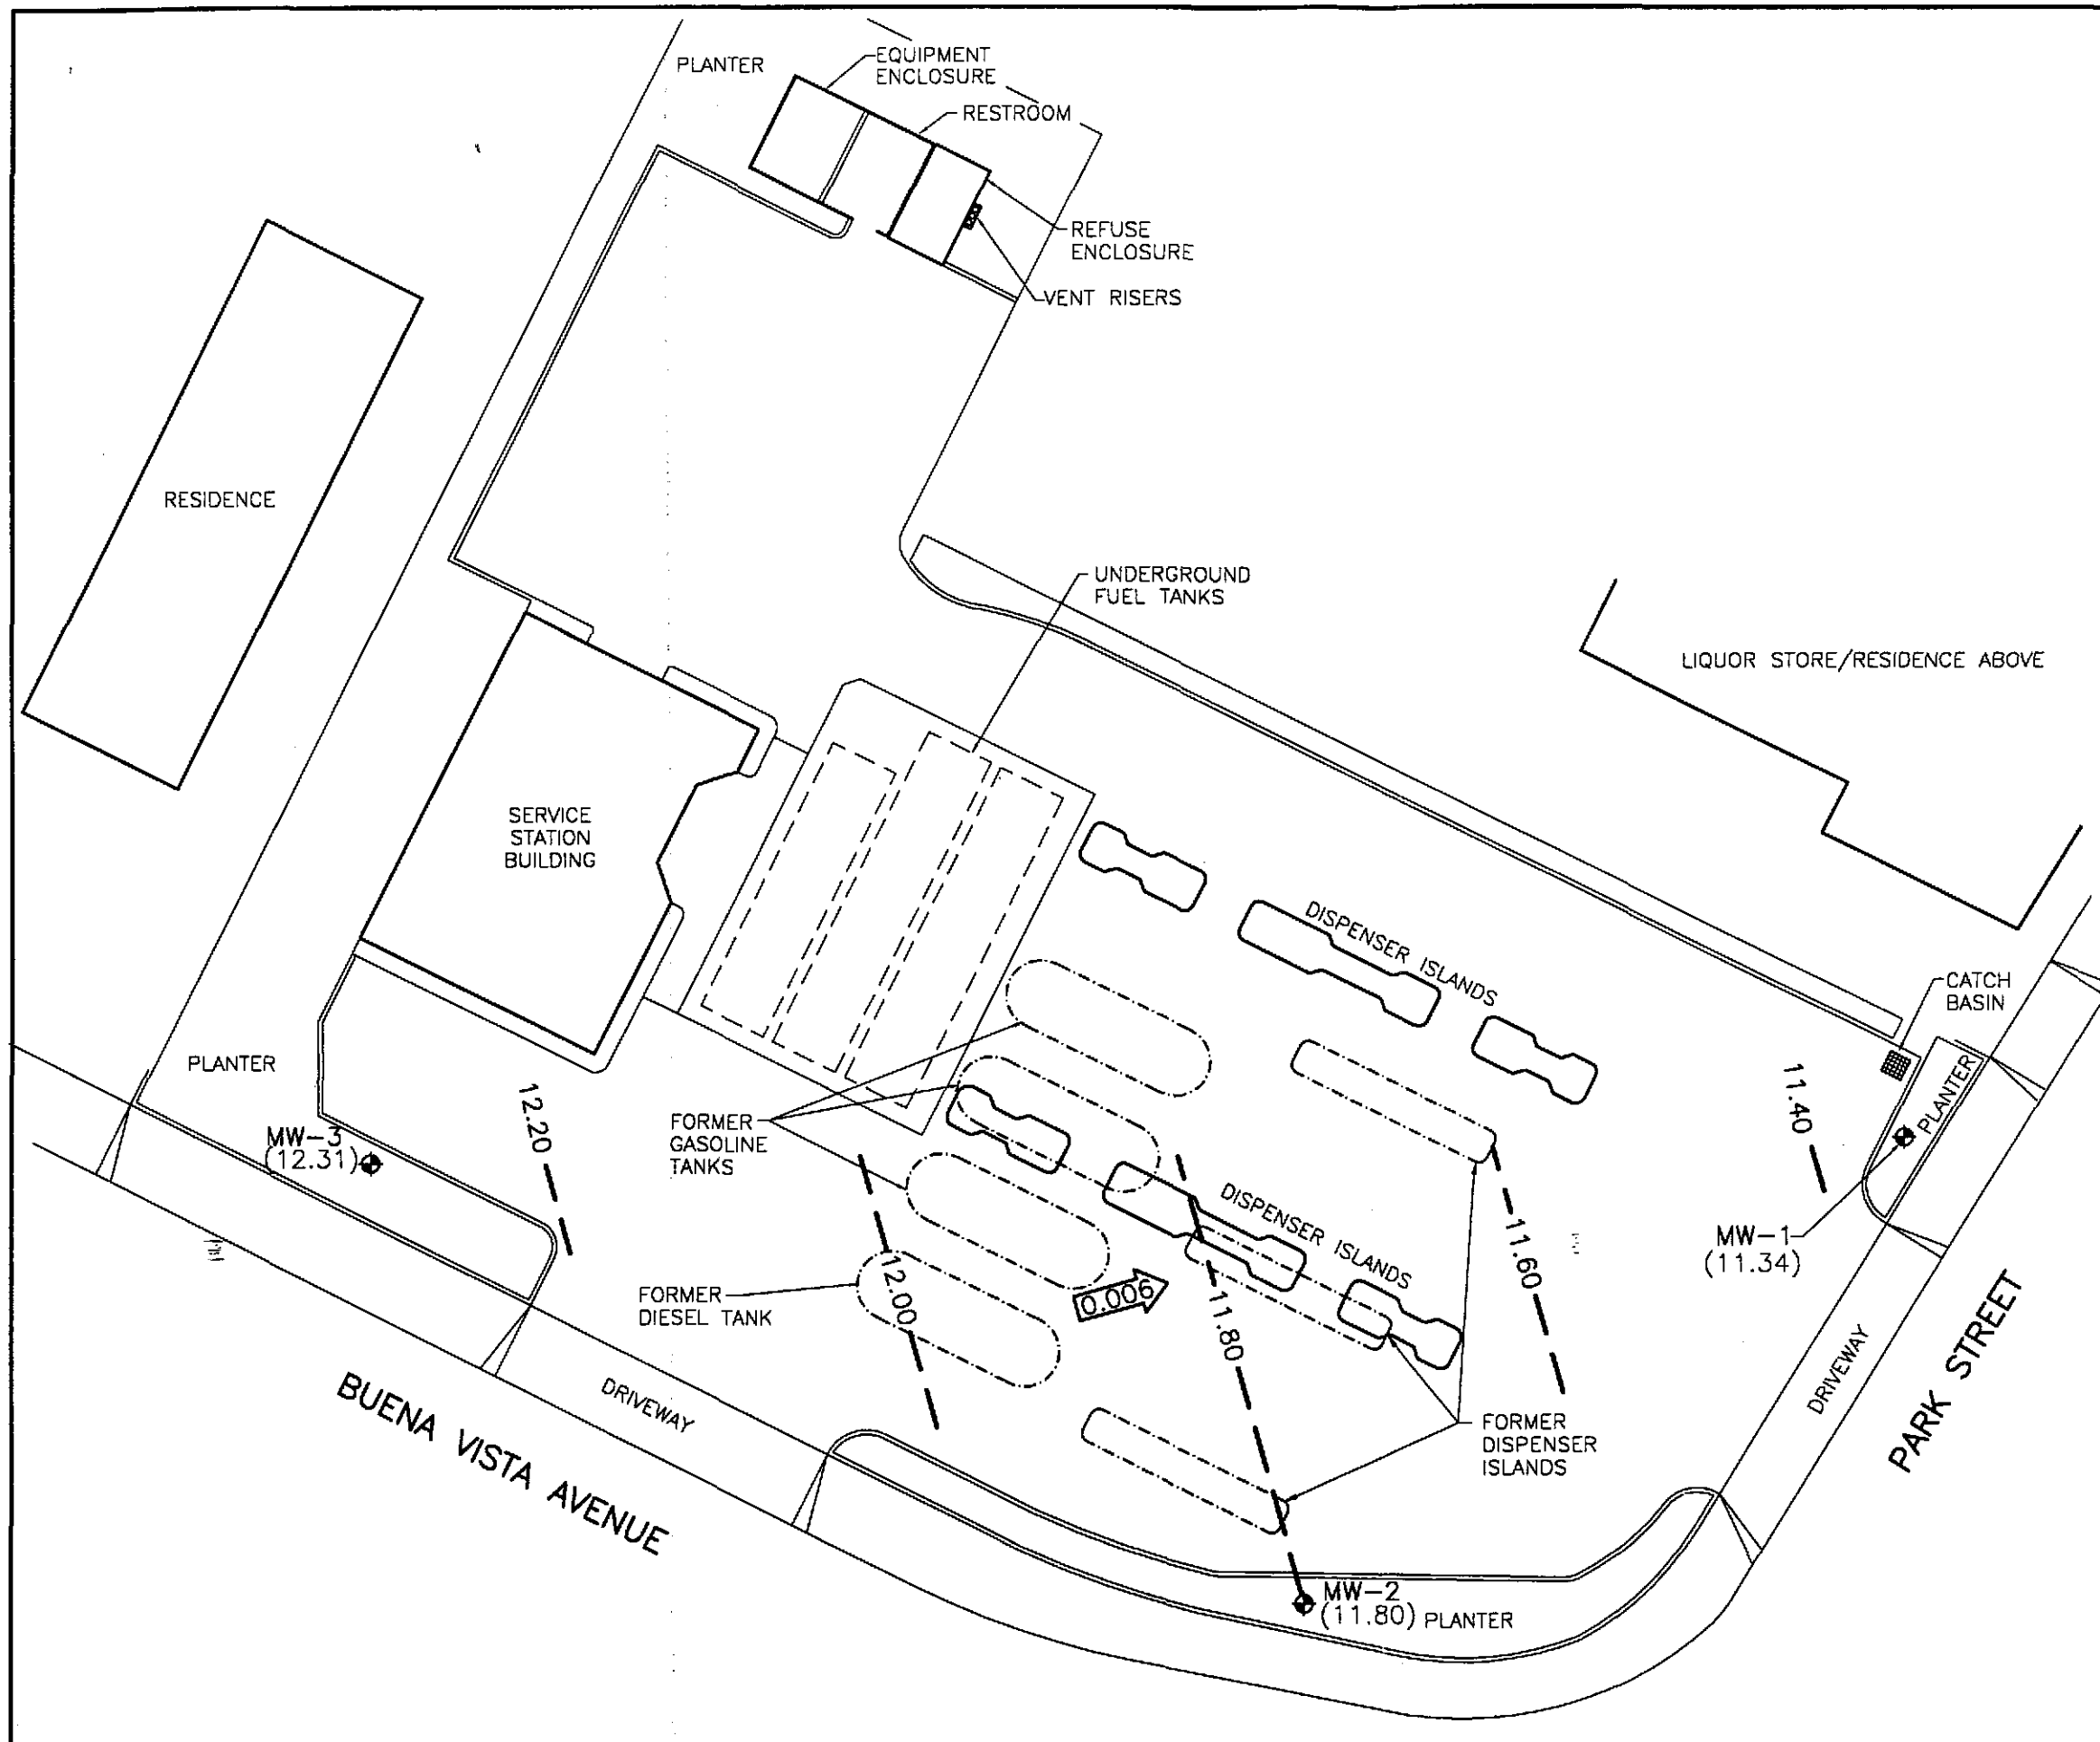 PLANTER
EQUIPMENT
ENCLOSURE
RESTROOM
REFUSE
ENCLOSURE
VENT RISERS
RESIDENCE
UNDERGROUND
FUEL TANKS
LIQUOR STORE/RESIDENCE ABOVE
SERVICE
STATION
BUILDING
DISPENSER ISLANDS
CATCH
BASIN
PLANTER
PLANTER
12.20
MW-3
(12.31)
FORMER
GASOLINE
TANKS
11.40
DISPENSER ISLANDS
MW-1
(11.34)
11.60
FORMER
DIESEL TANK
12.00
0.006
11.80
BUENA VISTA AVENUE
DRIVEWAY
FORMER
DISPENSER
ISLANDS
DRIVEWAY
PARK STREET
MW-2
(11.80) PLANTER